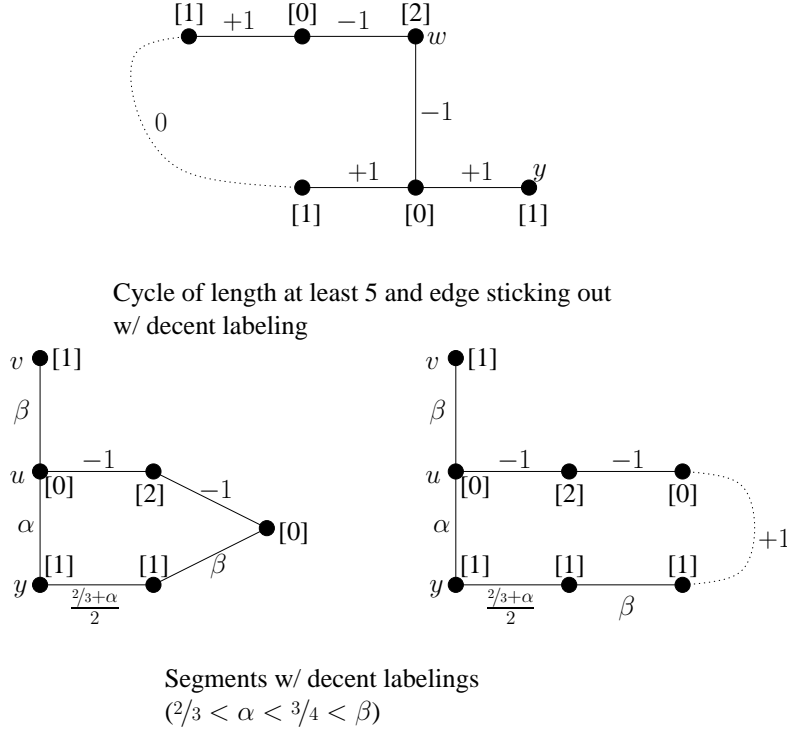 [1] +1 [0] −1 [2]
w
0
−1
+1 +1 y
[1] [0] [1]
Cycle of length at least 5 and edge sticking out
w/ decent labeling
v [1]
β
u −1
[0] [2] −1
α [0]
[1] [1] β
y
2/3+α
2
v [1]
β
u −1 −1
[0] [2] [0]
α +1
[1] [1] [1]
y
2/3+α
2 β
Segments w/ decent labelings
(2/3 < α < 3/4 < β)